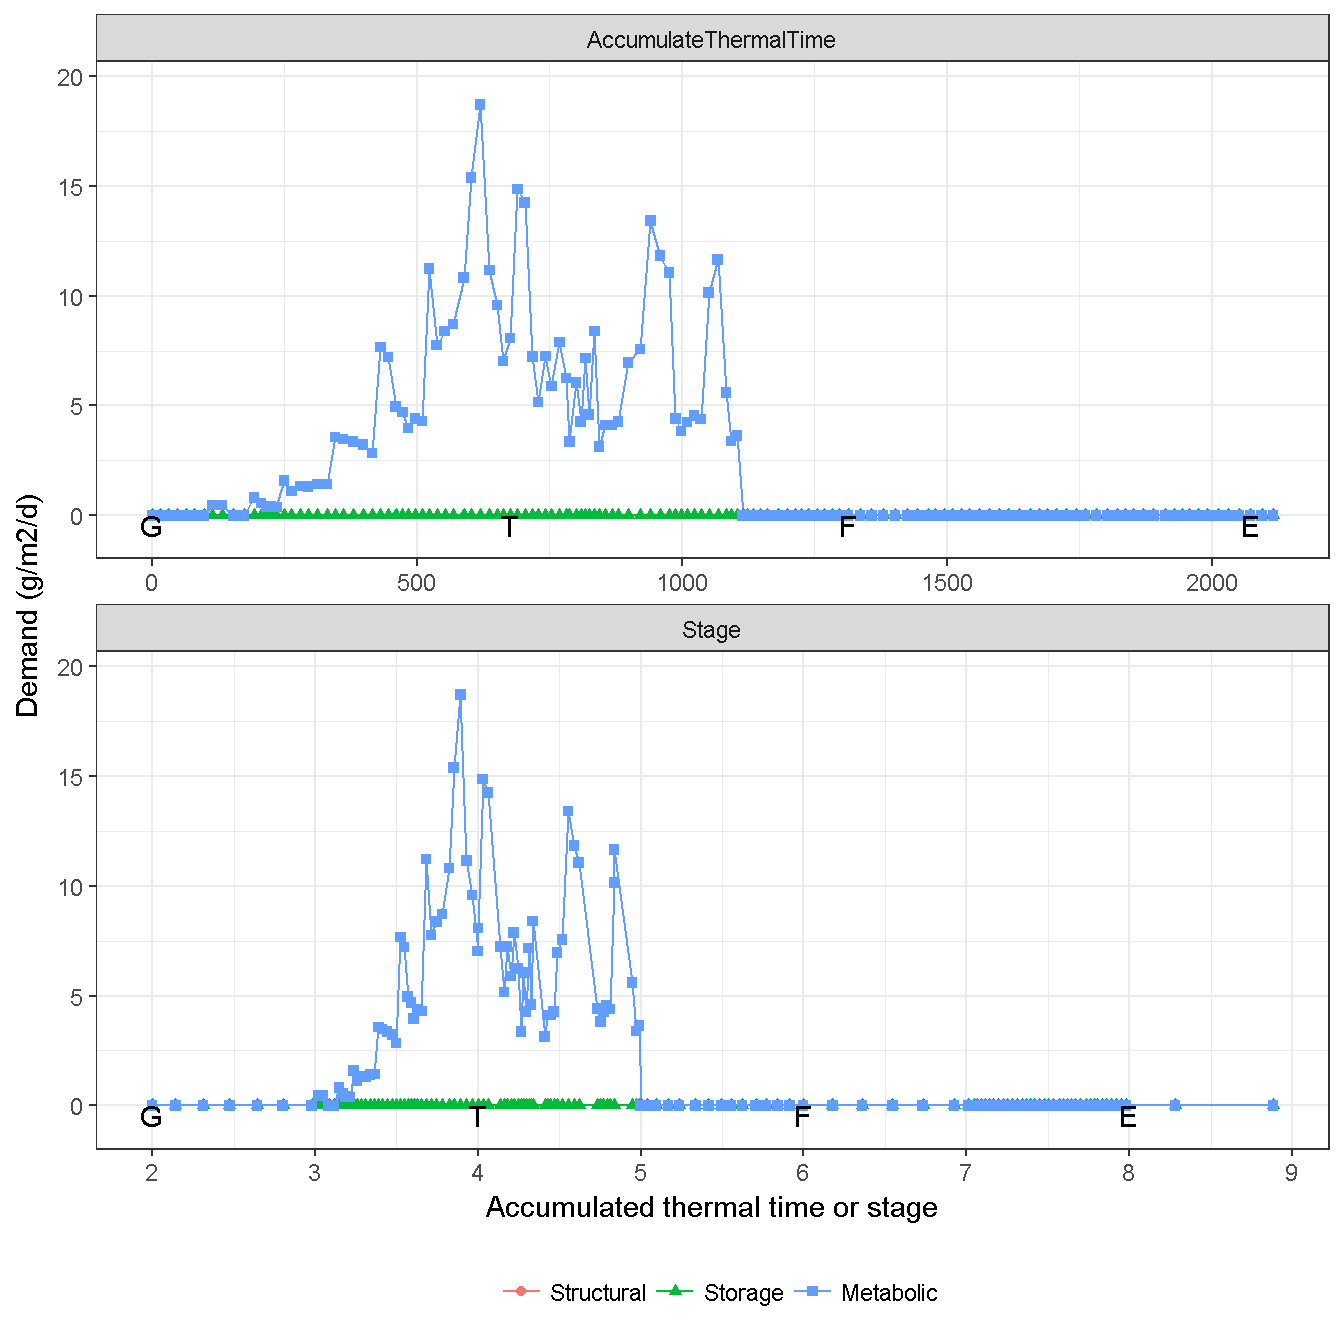 AccumulateThermalTime
20
15
10
5
0
G T F E
0 500 1000 1500 2000
Demand (g/m2/d)
Stage
20
15
10
5
0
G T F E
2 3 4 5 6 7 8 9
Accumulated thermal time or stage
Structural Storage Metabolic